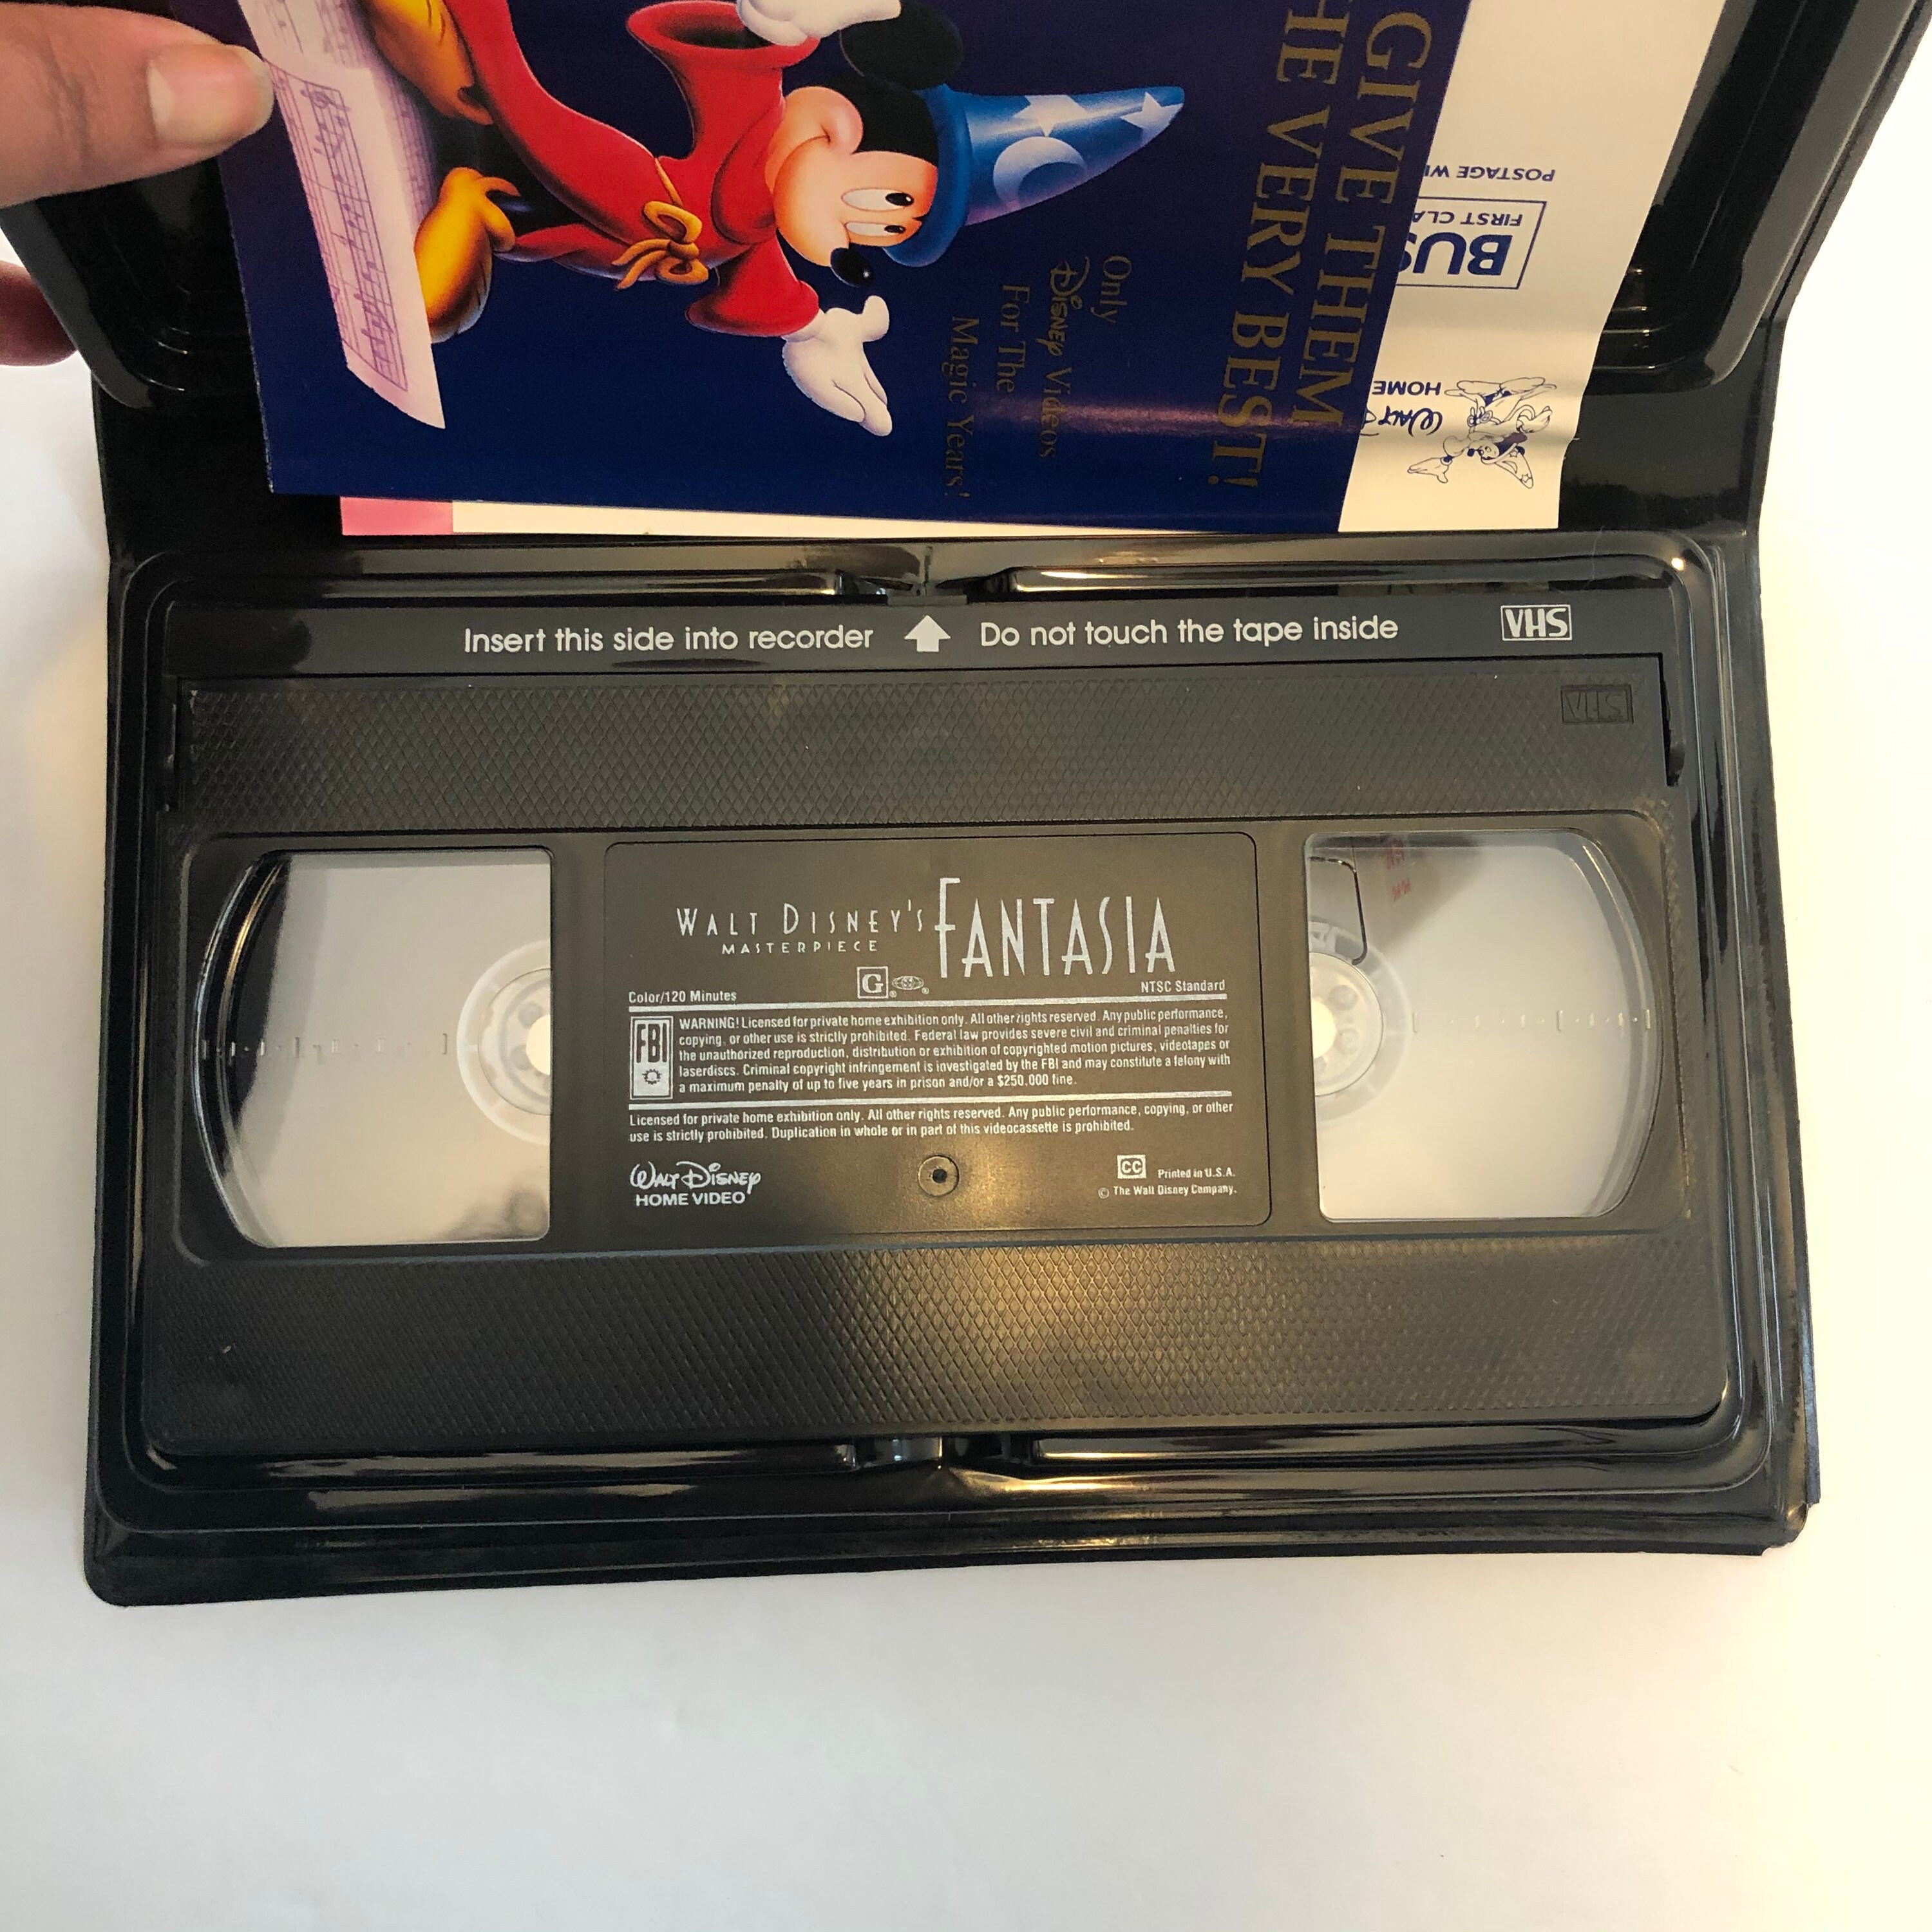 GIVE THEM
HE VERY BEST!
Only
Disney Videos
For The
Magic Years!
POSTAGE WI
FIRST CLA
BUS
WALT
HOME
Insert this side into recorder
Do not touch the tape inside
VHS
VHS
WALT DISNEY'S
MASTERPIECE
FANTASIA
G
Color/120 Minutes
NTSC Standard
FBI
WARNING! Licensed for private home exhibition only. All other rights reserved. Any public performance,
copying, or other use is strictly prohibited. Federal law provides severe civil and criminal penalties for
the unauthorized reproduction, distribution or exhibition of copyrighted motion pictures, videotapes or
laserdiscs. Criminal copyright infringement is investigated by the FBI and may constitute a felony with
a maximum penalty of up to five years in prison and/or a $250,000 fine.
Licensed for private home exhibition only. All other rights reserved. Any public performance, copying, or other
use is strictly prohibited. Duplication in whole or in part of this videocassette is prohibited.
WALT DISNEY
HOME VIDEO
CC
Printed in U.S.A.
© The Walt Disney Company.